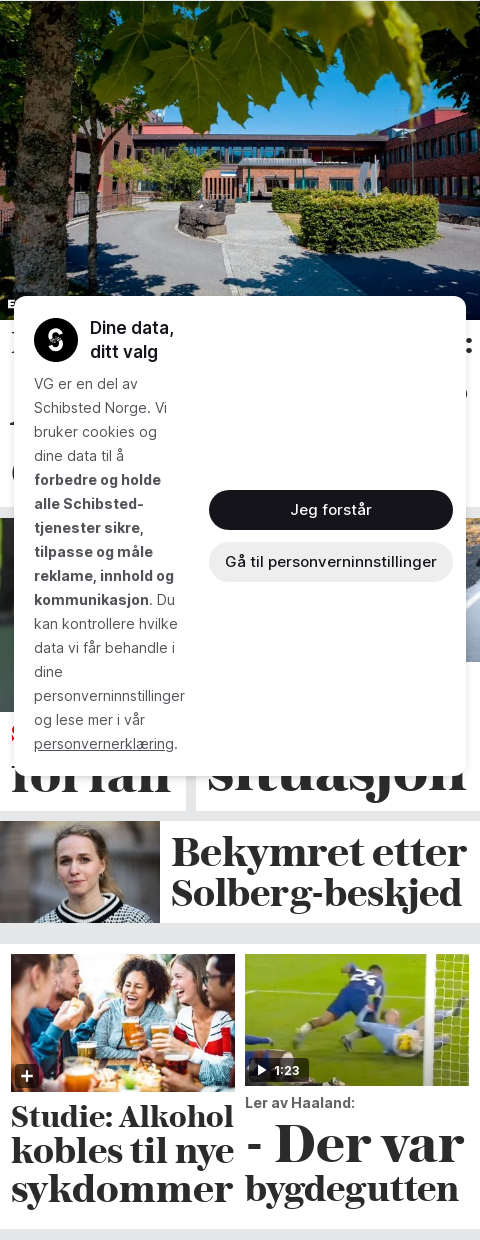 Dine data,
ditt valg
VG er en del av
Schibsted Norge. Vi
bruker cookies og
dine data til å
forbedre og holde
alle Schibsted-
tjenester sikre,
tilpasse og måle
reklame, innhold og
kommunikasjon. Du
kan kontrollere hvilke
data vi får behandle i
dine
personverninnstillinger
og lese mer i vår
personvernerklæring.
Jeg forstår
Gå til personverninnstillinger
situasjon
Bekymret etter
Solberg-beskjed
Studie: Alkohol
kobles til nye
sykdommer
24
1:23
Ler av Haaland:
- Der var
bygdegutten